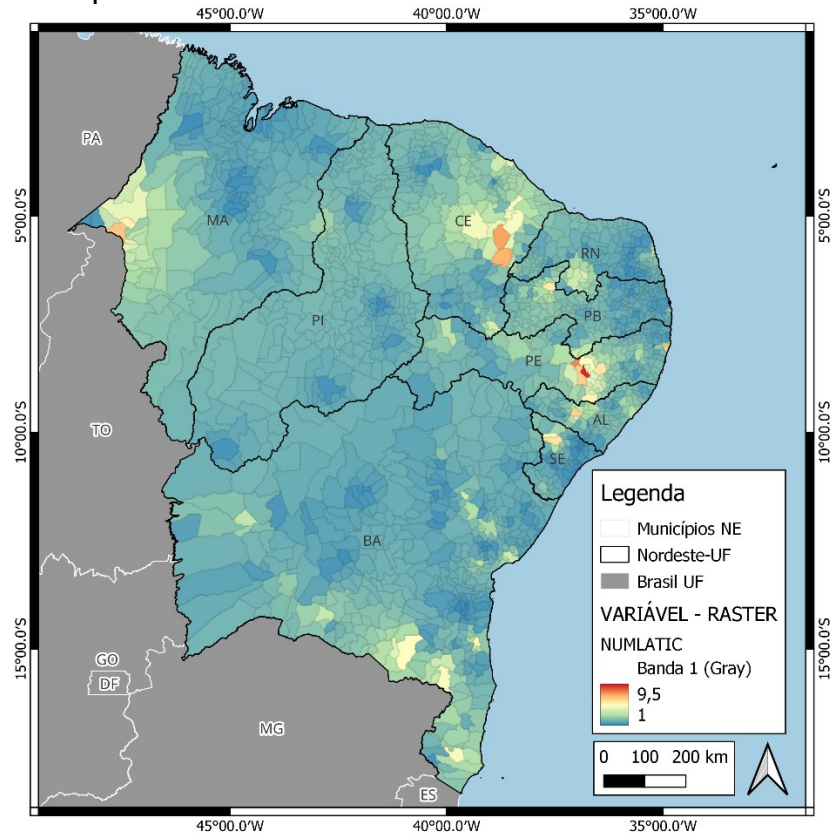 45°00.0'W 40°00.0'W 35°00.0'W
PA
5°00.0'S
MA
CE
5°00.0'S
RN
PI
PB
PE
10°00.0'S
TO
AL
10°00.0'S
SE
BA
Legenda
Municípios NE
Nordeste-UF
Brasil UF
VARIÁVEL - RASTER
NUMLATIC
Banda 1 (Gray)
9,5
1
15°00.0'S
15°00.0'S
GO
DF
MG
0 100 200 km
ES
45°00.0'W 40°00.0'W 35°00.0'W